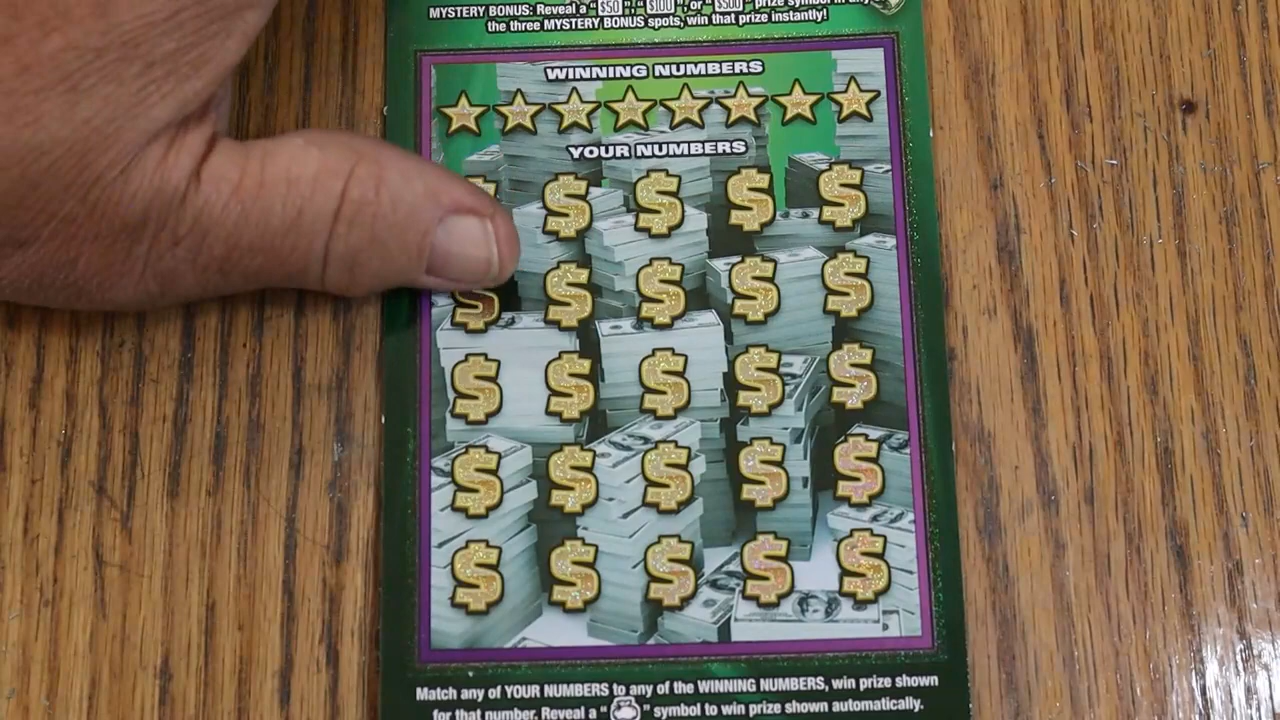 MYSTERY BONUS: Reveal a "$50", "$100", or "$500" prize symbol in any
the three MYSTERY BONUS spots, win that prize instantly!
WINNING NUMBERS
YOUR NUMBERS
Match any of YOUR NUMBERS to any of the WINNING NUMBERS, win prize shown
for that number. Reveal a " " symbol to win prize shown automatically.